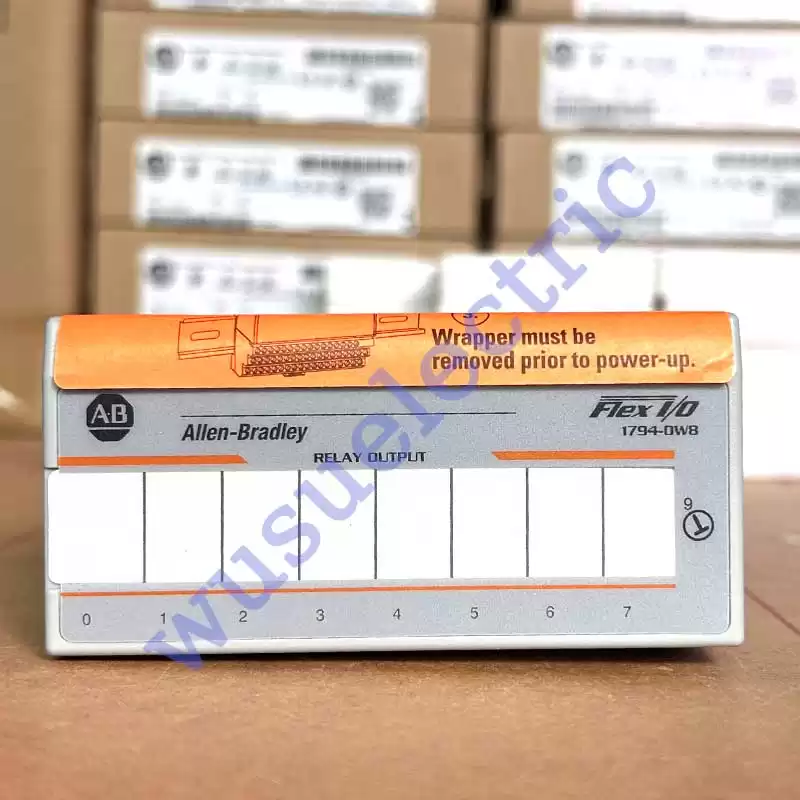 Wrapper must be
removed prior to power-up.
A-B
Allen-Bradley
Flex I/O
1794-OW8
RELAY OUTPUT
9
0 1 2 3 4 5 6 7
wusuelectric